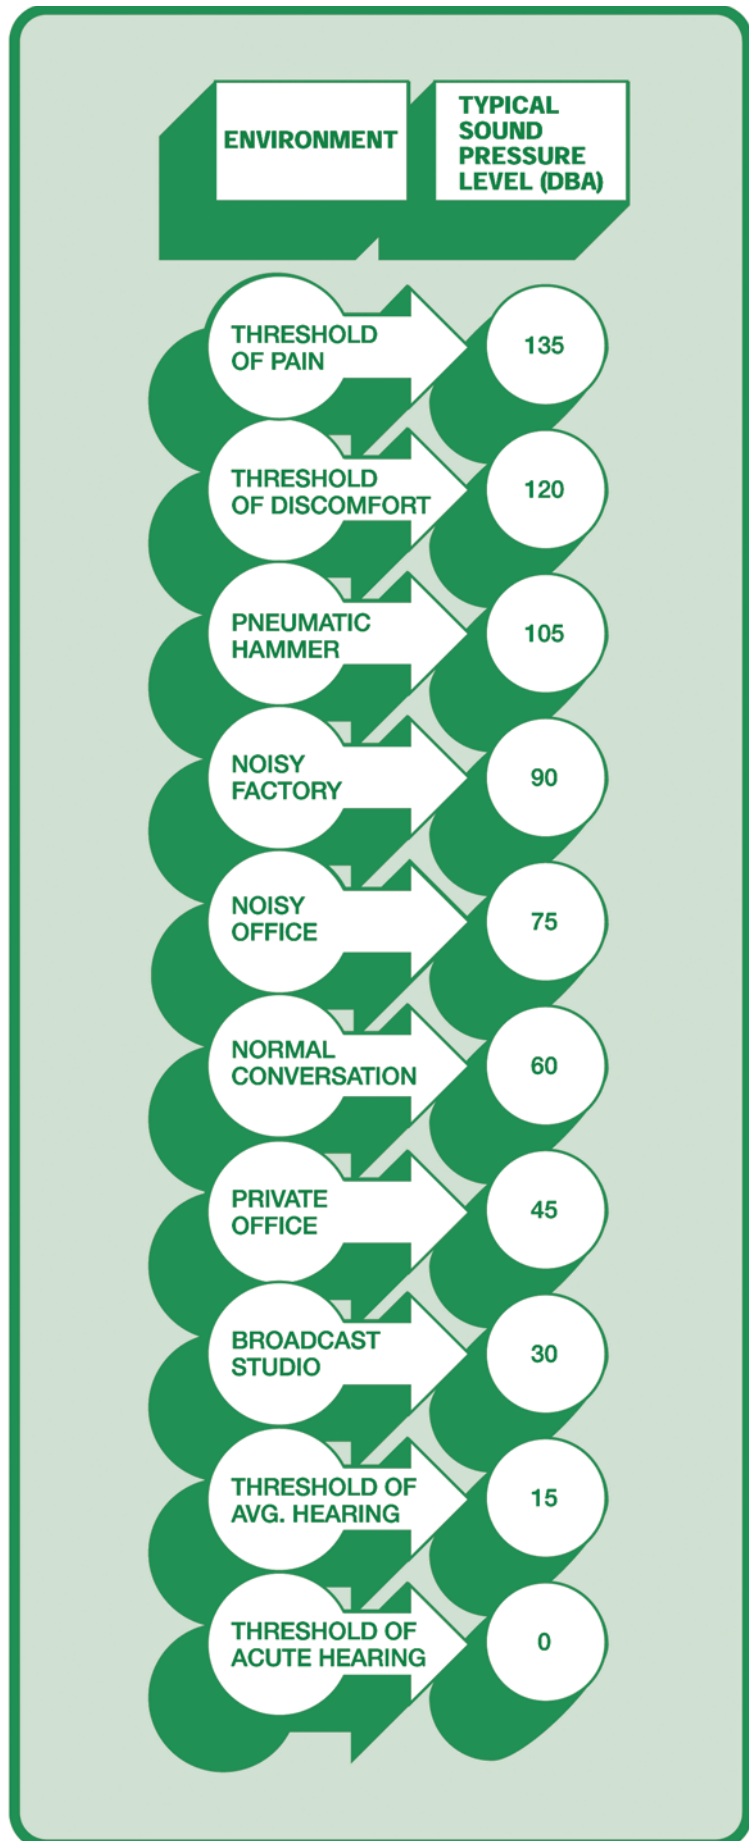 ENVIRONMENT
TYPICAL
SOUND
PRESSURE
LEVEL (DBA)
THRESHOLD
OF PAIN
135
THRESHOLD
OF DISCOMFORT
120
PNEUMATIC
HAMMER
105
NOISY
FACTORY
90
NOISY
OFFICE
75
NORMAL
CONVERSATION
60
PRIVATE
OFFICE
45
BROADCAST
STUDIO
30
THRESHOLD OF
AVG. HEARING
15
THRESHOLD OF
ACUTE HEARING
0